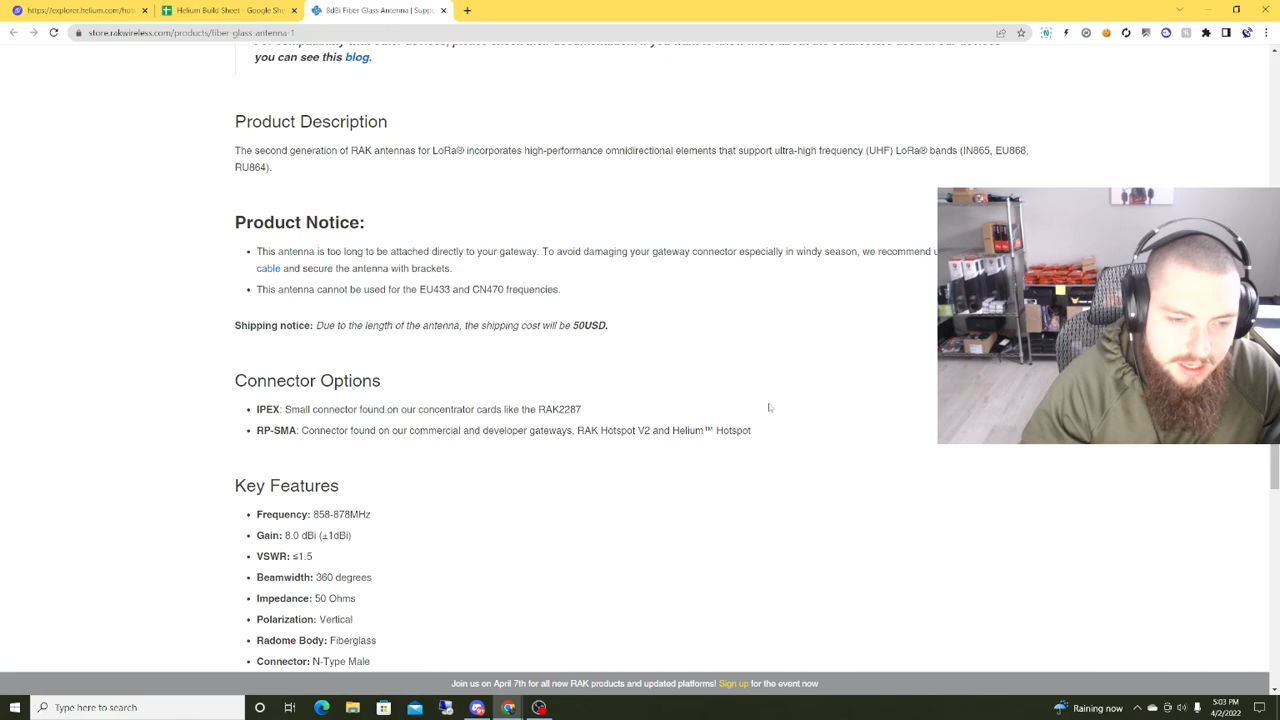 https://explorer.helium.com/hots
Helium Build Sheet - Google She
8dBi Fiber Glass Antenna | Suppo
store.rakwireless.com/products/fiber-glass-antenna-1
you can see this blog.
Product Description
The second generation of RAK antennas for LoRa® incorporates high-performance omnidirectional elements that support ultra-high frequency (UHF) LoRa® bands (IN865, EU868,
RU864).
Product Notice:
This antenna is too long to be attached directly to your gateway. To avoid damaging your gateway connector especially in windy season, we recommend
cable and secure the antenna with brackets.
This antenna cannot be used for the EU433 and CN470 frequencies.
Shipping notice: Due to the length of the antenna, the shipping cost will be 50USD.
Connector Options
IPEX: Small connector found on our concentrator cards like the RAK2287
RP-SMA: Connector found on our commercial and developer gateways, RAK Hotspot V2 and Helium™ Hotspot
Key Features
Frequency: 858-878MHz
Gain: 8.0 dBi (±1dBi)
VSWR: ≤1.5
Beamwidth: 360 degrees
Impedance: 50 Ohms
Polarization: Vertical
Radome Body: Fiberglass
Connector: N-Type Male
Join us on April 7th for all new RAK products and updated platforms! Sign up for the event now
Type here to search
Raining now
5:03 PM
4/2/2022